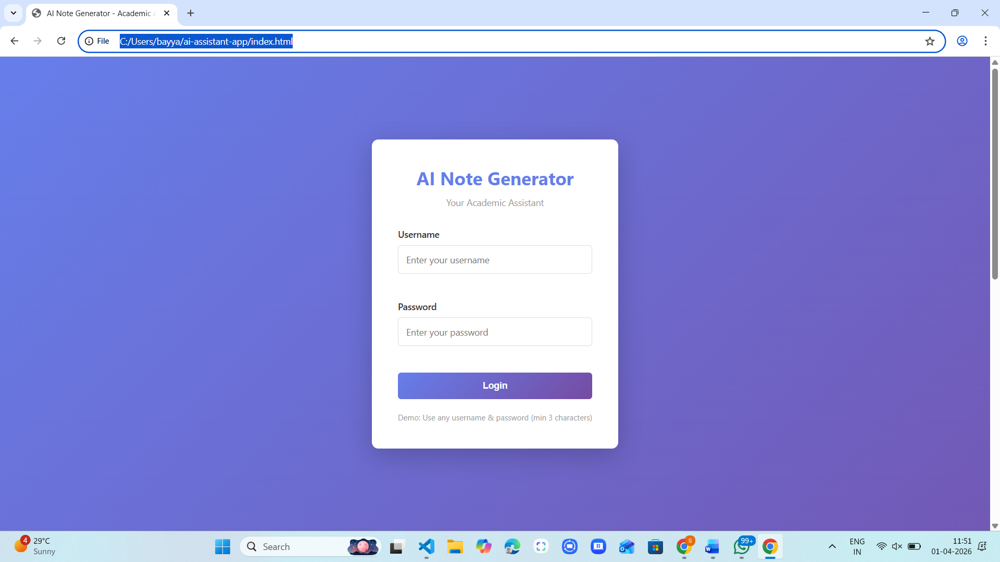 AI Note Generator - Academic
File
C:/Users/bayya/ai-assistant-app/index.html
AI Note Generator
Your Academic Assistant
Username
Enter your username
Password
Enter your password
Login
Demo: Use any username & password (min 3 characters)
4
29°C
Sunny
Search
S
99+
ENG
IN
11:51
01-04-2026